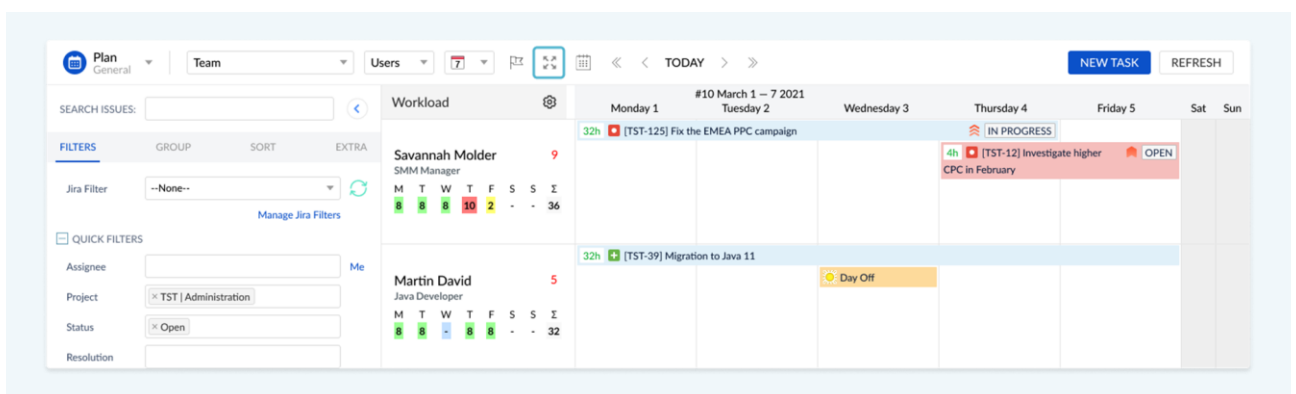 Plan
General
Team
Users
7
TODAY
NEW TASK
REFRESH
SEARCH ISSUES:
Workload
#10 March 1 — 7 2021
Monday 1
Tuesday 2
Wednesday 3
Thursday 4
Friday 5
Sat
Sun
FILTERS
GROUP
SORT
EXTRA
Jira Filter
--None--
Manage Jira Filters
QUICK FILTERS
Assignee
Me
Project
× TST | Administration
Status
× Open
Resolution
Savannah Molder 9
SMM Manager
M T W T F S S Σ
8 8 8 10 2 - - 36
32h [TST-125] Fix the EMEA PPC campaign IN PROGRESS
4h [TST-12] Investigate higher OPEN
CPC in February
Martin David 5
Java Developer
M T W T F S S Σ
8 8 - 8 8 - - 32
32h [TST-39] Migration to Java 11
Day Off